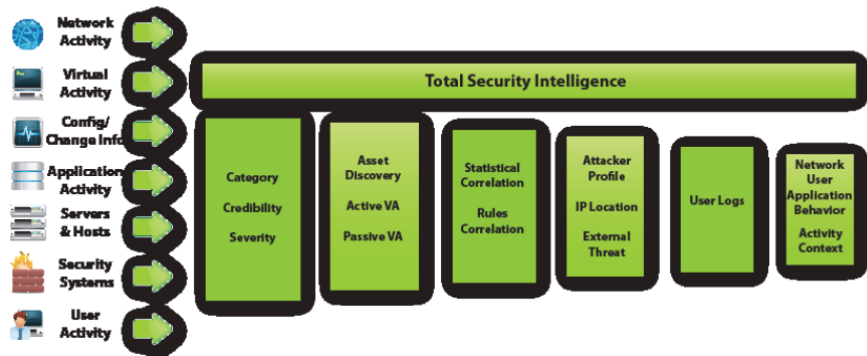 Network
Activity
Virtual
Activity
Config/
Change Info
Application
Activity
Servers
& Hosts
Security
Systems
User
Activity
Total Security Intelligence
Category
Credibility
Severity
Asset
Discovery
Active VA
Passive VA
Statistical
Correlation
Rules
Correlation
Attacker
Profile
IP Location
External
Threat
User Logs
Network
User
Application
Behavior
Activity
Context